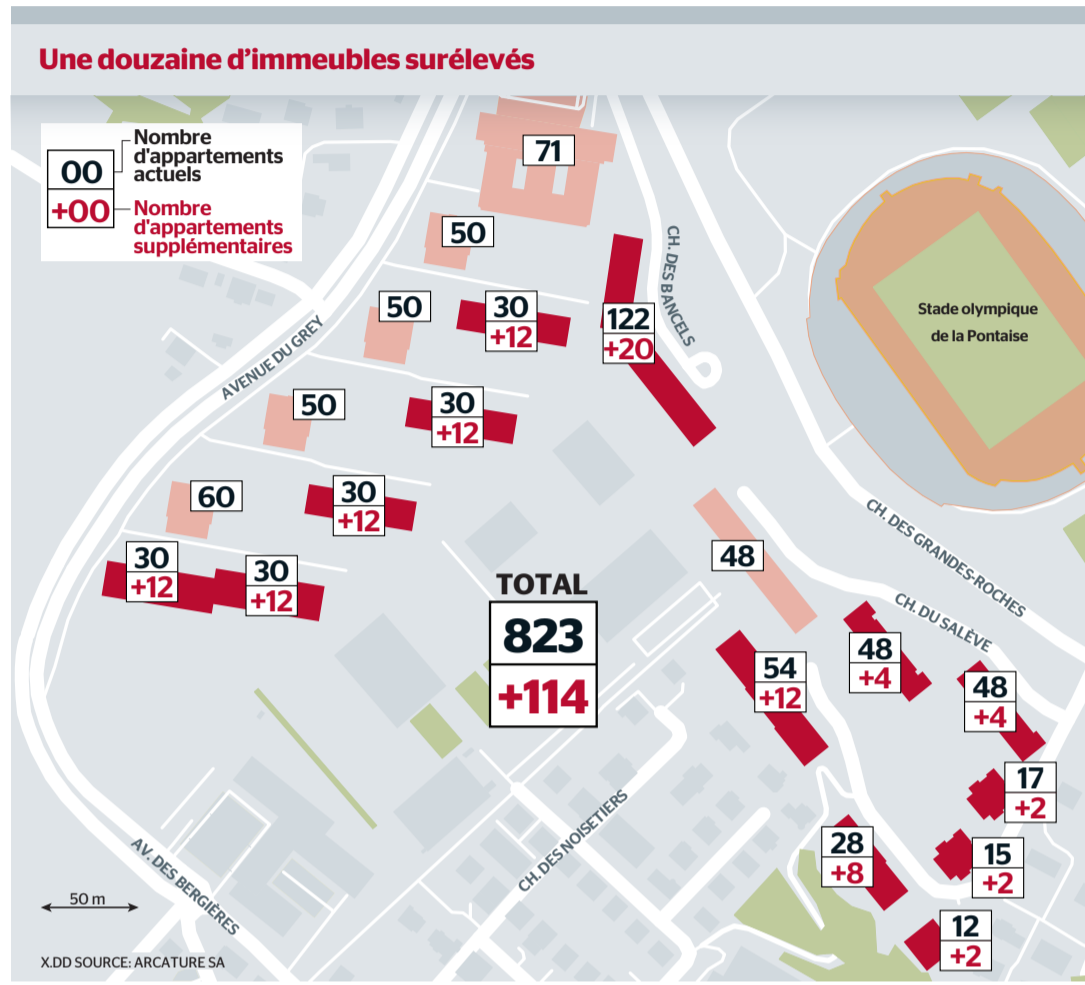 Une douzaine d’immeubles surélevés
00
+00
Nombre
d'appartements
actuels
Nombre
d'appartements
supplémentaires
71
50
50
30
+12
122
+20
CH. DES BANCELS
Stade olympique
de la Pontaise
AVENUE DU GREY
50
30
+12
60
30
+12
30
+12
30
+12
TOTAL
823
+114
48
CH. DES GRANDES-ROCHES
CH. DU SALÈVE
54
+12
48
+4
48
+4
17
+2
28
+8
15
+2
12
+2
CH. DES NOISETIERS
AV. DES BERGIÈRES
50 m
X.DD SOURCE: ARCATURE SA